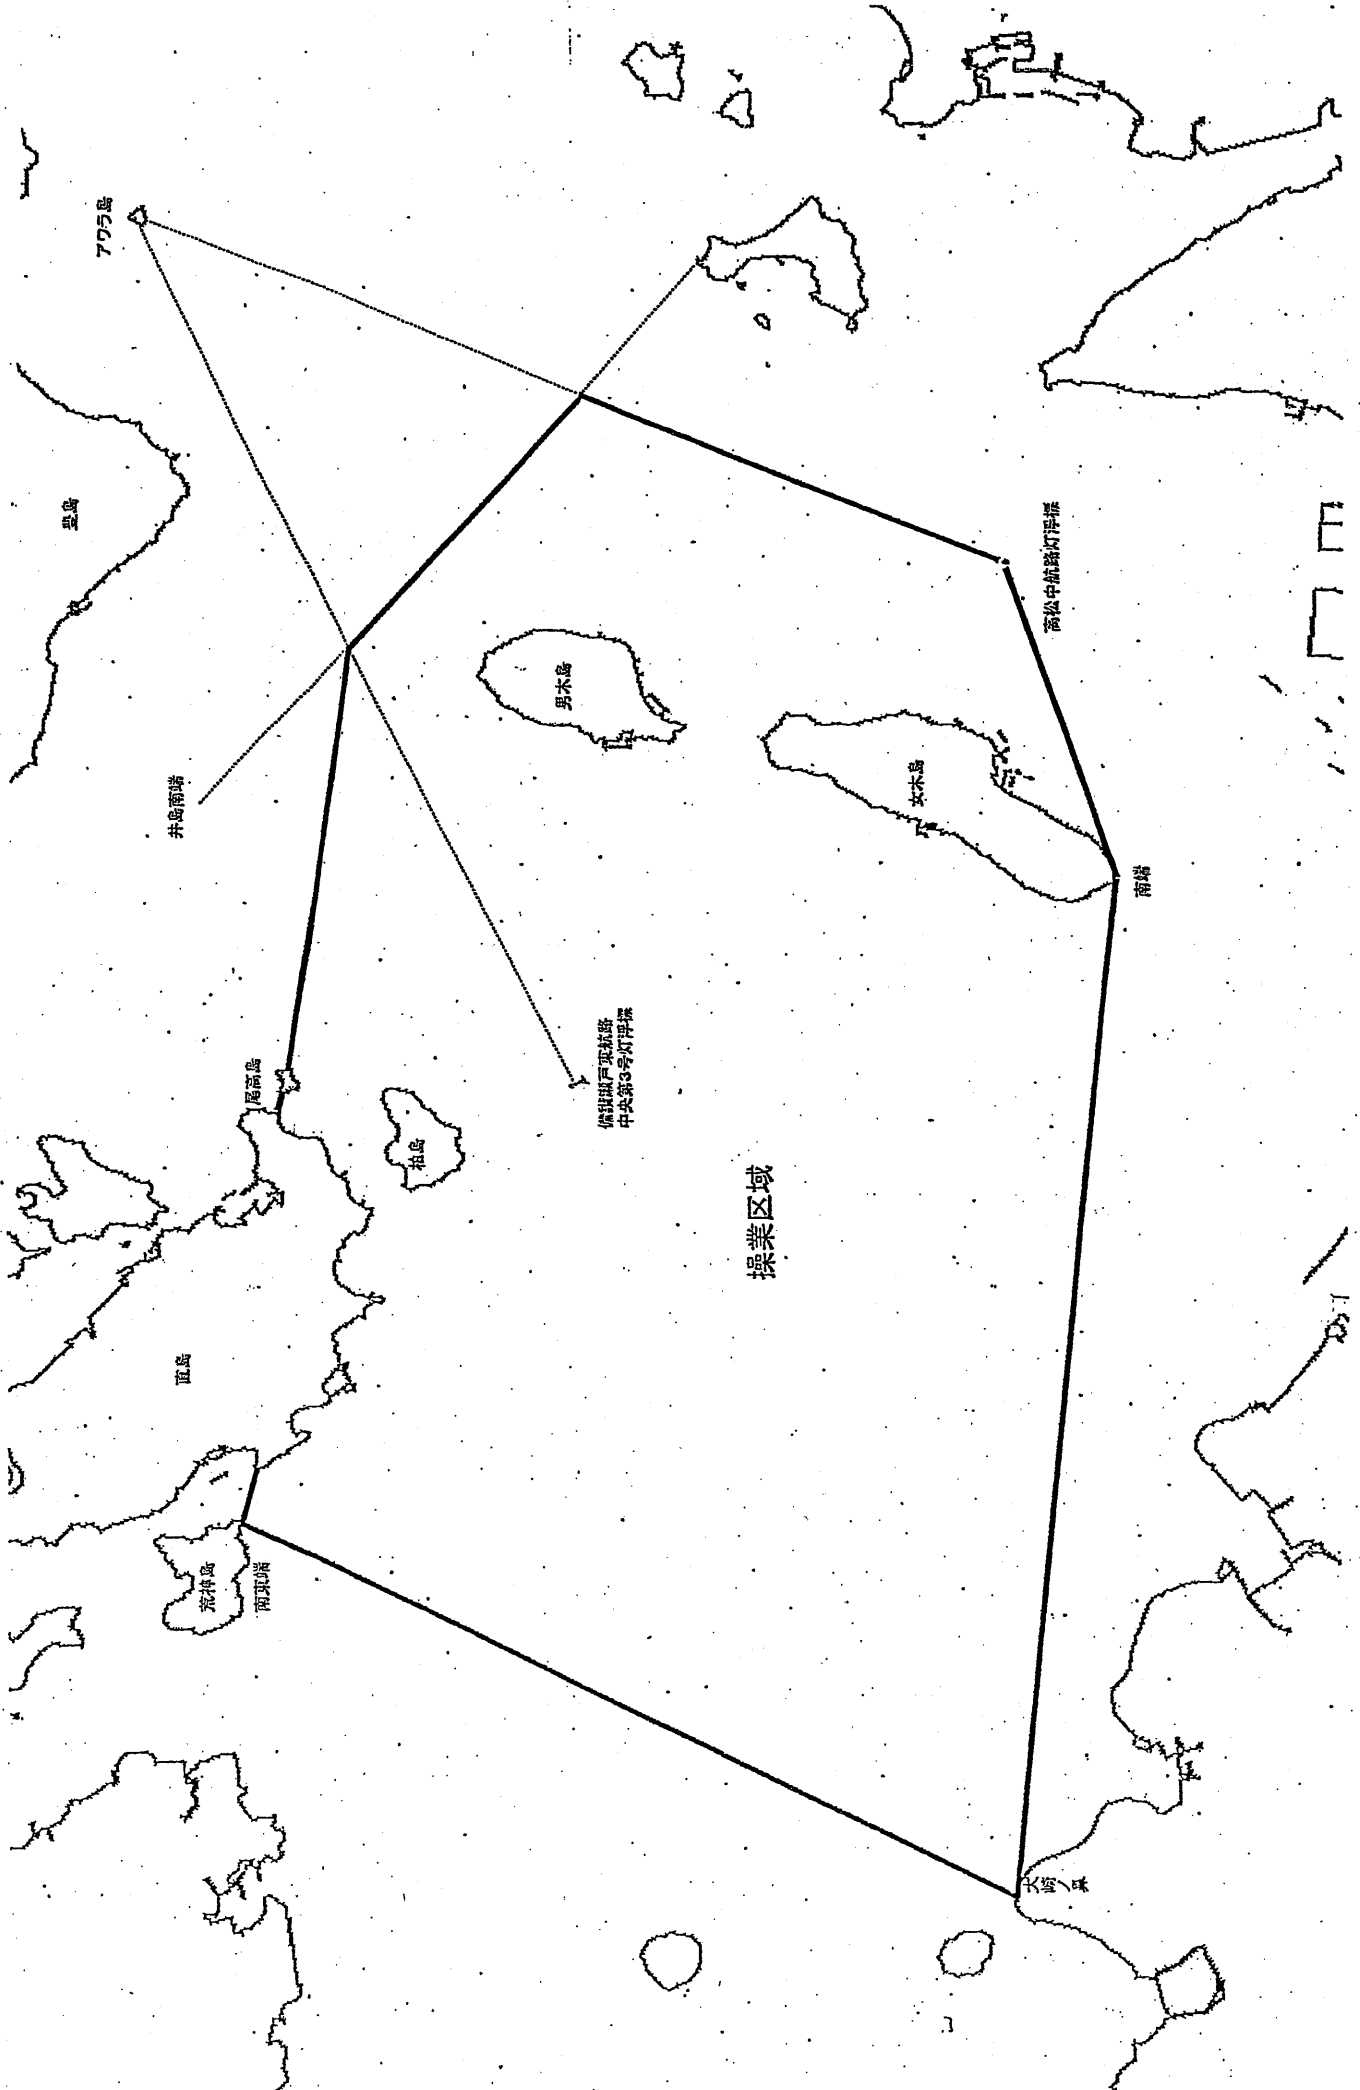 アワラ島
豊島
井島南端
尾高島
直島
荒神島
南東端
柏島
備讃瀬戸東航路
中央第3号灯浮標
男木島
女木島
高松中航路灯浮標
南端
操業区域
大崎ノ鼻